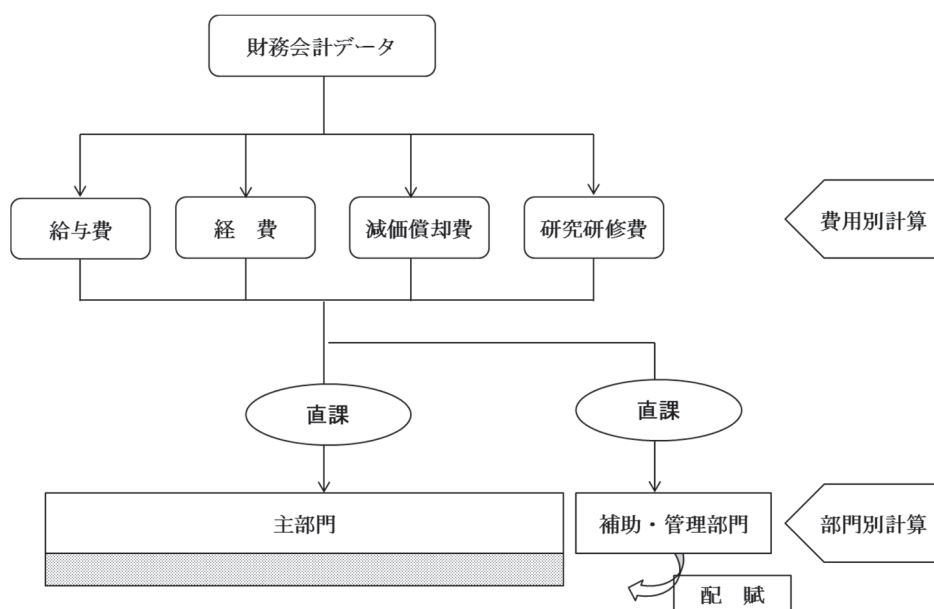 財務会計データ
給与費
経　費
減価償却費
研究研修費
費用別計算
直課
直課
主部門
補助・管理部門
部門別計算
配　賦